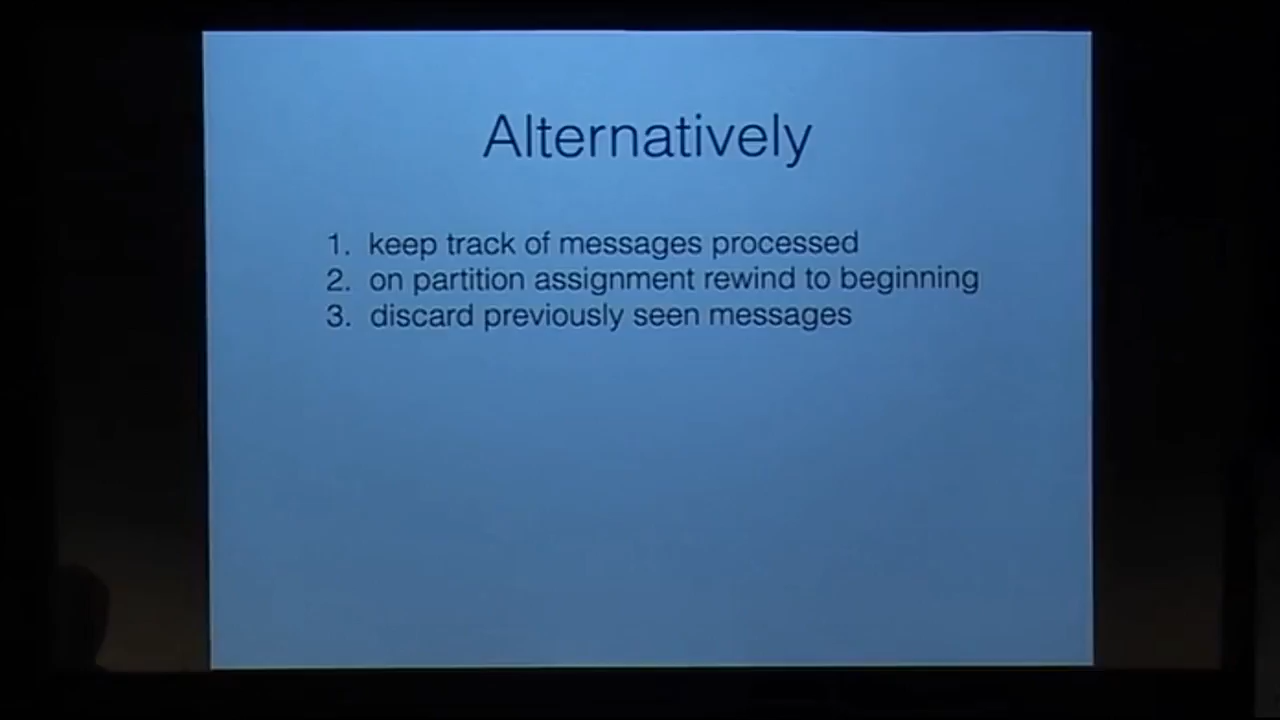 Alternatively
1. keep track of messages processed
2. on partition assignment rewind to beginning
3. discard previously seen messages